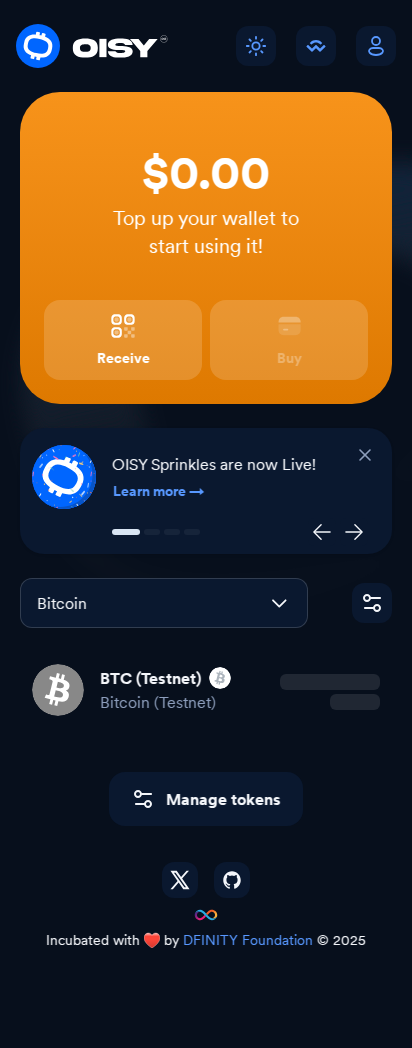 OISY
$0.00
Top up your wallet to
start using it!
Receive
Buy
OISY Sprinkles are now Live!
Learn more →
Bitcoin
BTC (Testnet)
Bitcoin (Testnet)
Manage tokens
Incubated with ❤️ by DFINITY Foundation © 2025